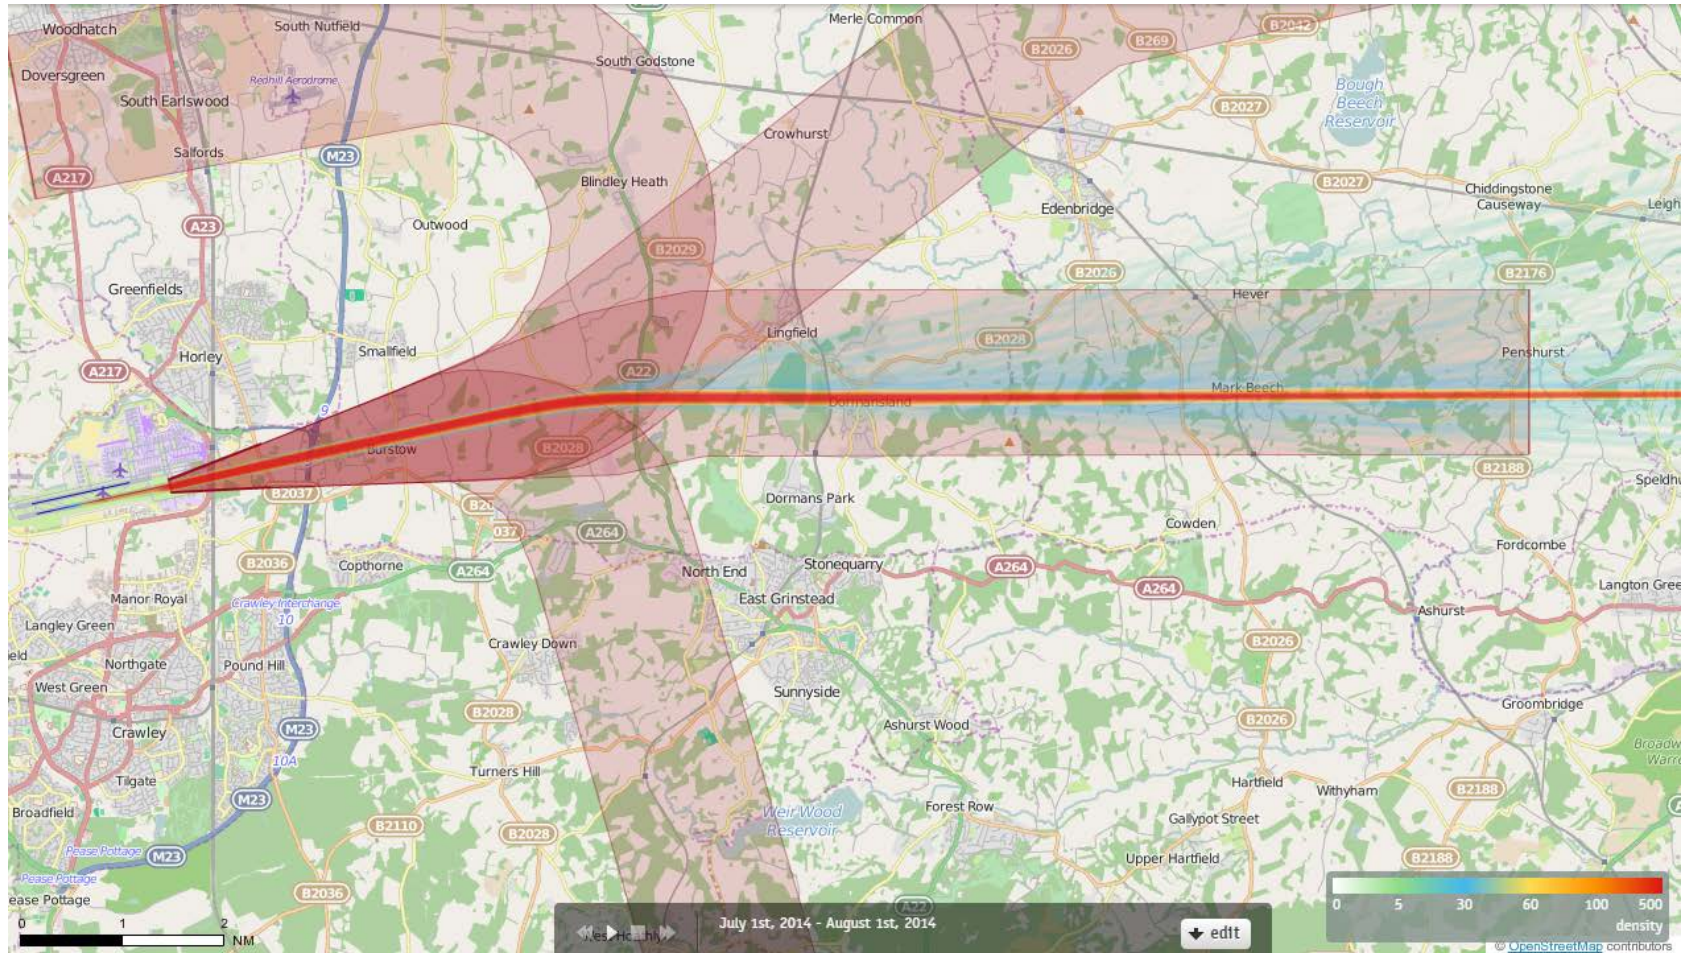 Woodhatch
South Nutfield
Merle Common
B2042
B2026
B269
Doversgreen
Redhill Aerodrome
South Godstone
Bough
Beech
Reservoir
South Earlswood
B2027
Salfords
M23
Crowhurst
A217
Blindley Heath
B2027
Chiddingstone
Causeway
Leigh
A23
Outwood
Edenbridge
B2029
B2026
B2176
Greenfields
Hever
Lingfield
B2028
Smallfield
Penshurst
Horley
A217
A22
Mark Beech
Dormansland
9
Burstow
B2028
B2188
Speldhu
B2037
Dormans Park
B20
037
A264
Cowden
Fordcombe
B2036
Copthorne
A264
North End
Stonequarry
A264
A264
Langton Gree
Manor Royal
Crawley Interchange
10
East Grinstead
Ashurst
Langley Green
Crawley Down
B2026
eld
Northgate
Pound Hill
West Green
Sunnyside
Groombridge
B2028
Ashurst Wood
B2026
Crawley
M23
10A
Broadw
Warre
Tilgate
Turners Hill
Hartfield
Withyham
B2188
M23
Broadfield
Weir Wood
Reservoir
Forest Row
Gallypot Street
B2110
B2028
Pease Pottage
M23
Upper Hartfield
B2188
Pease Pottage
B2036
ease Pottage
A22
0 5 30 60 100 500
density
0 1 2
NM
July 1st, 2014 - August 1st, 2014
edit
© OpenStreetMap contributors